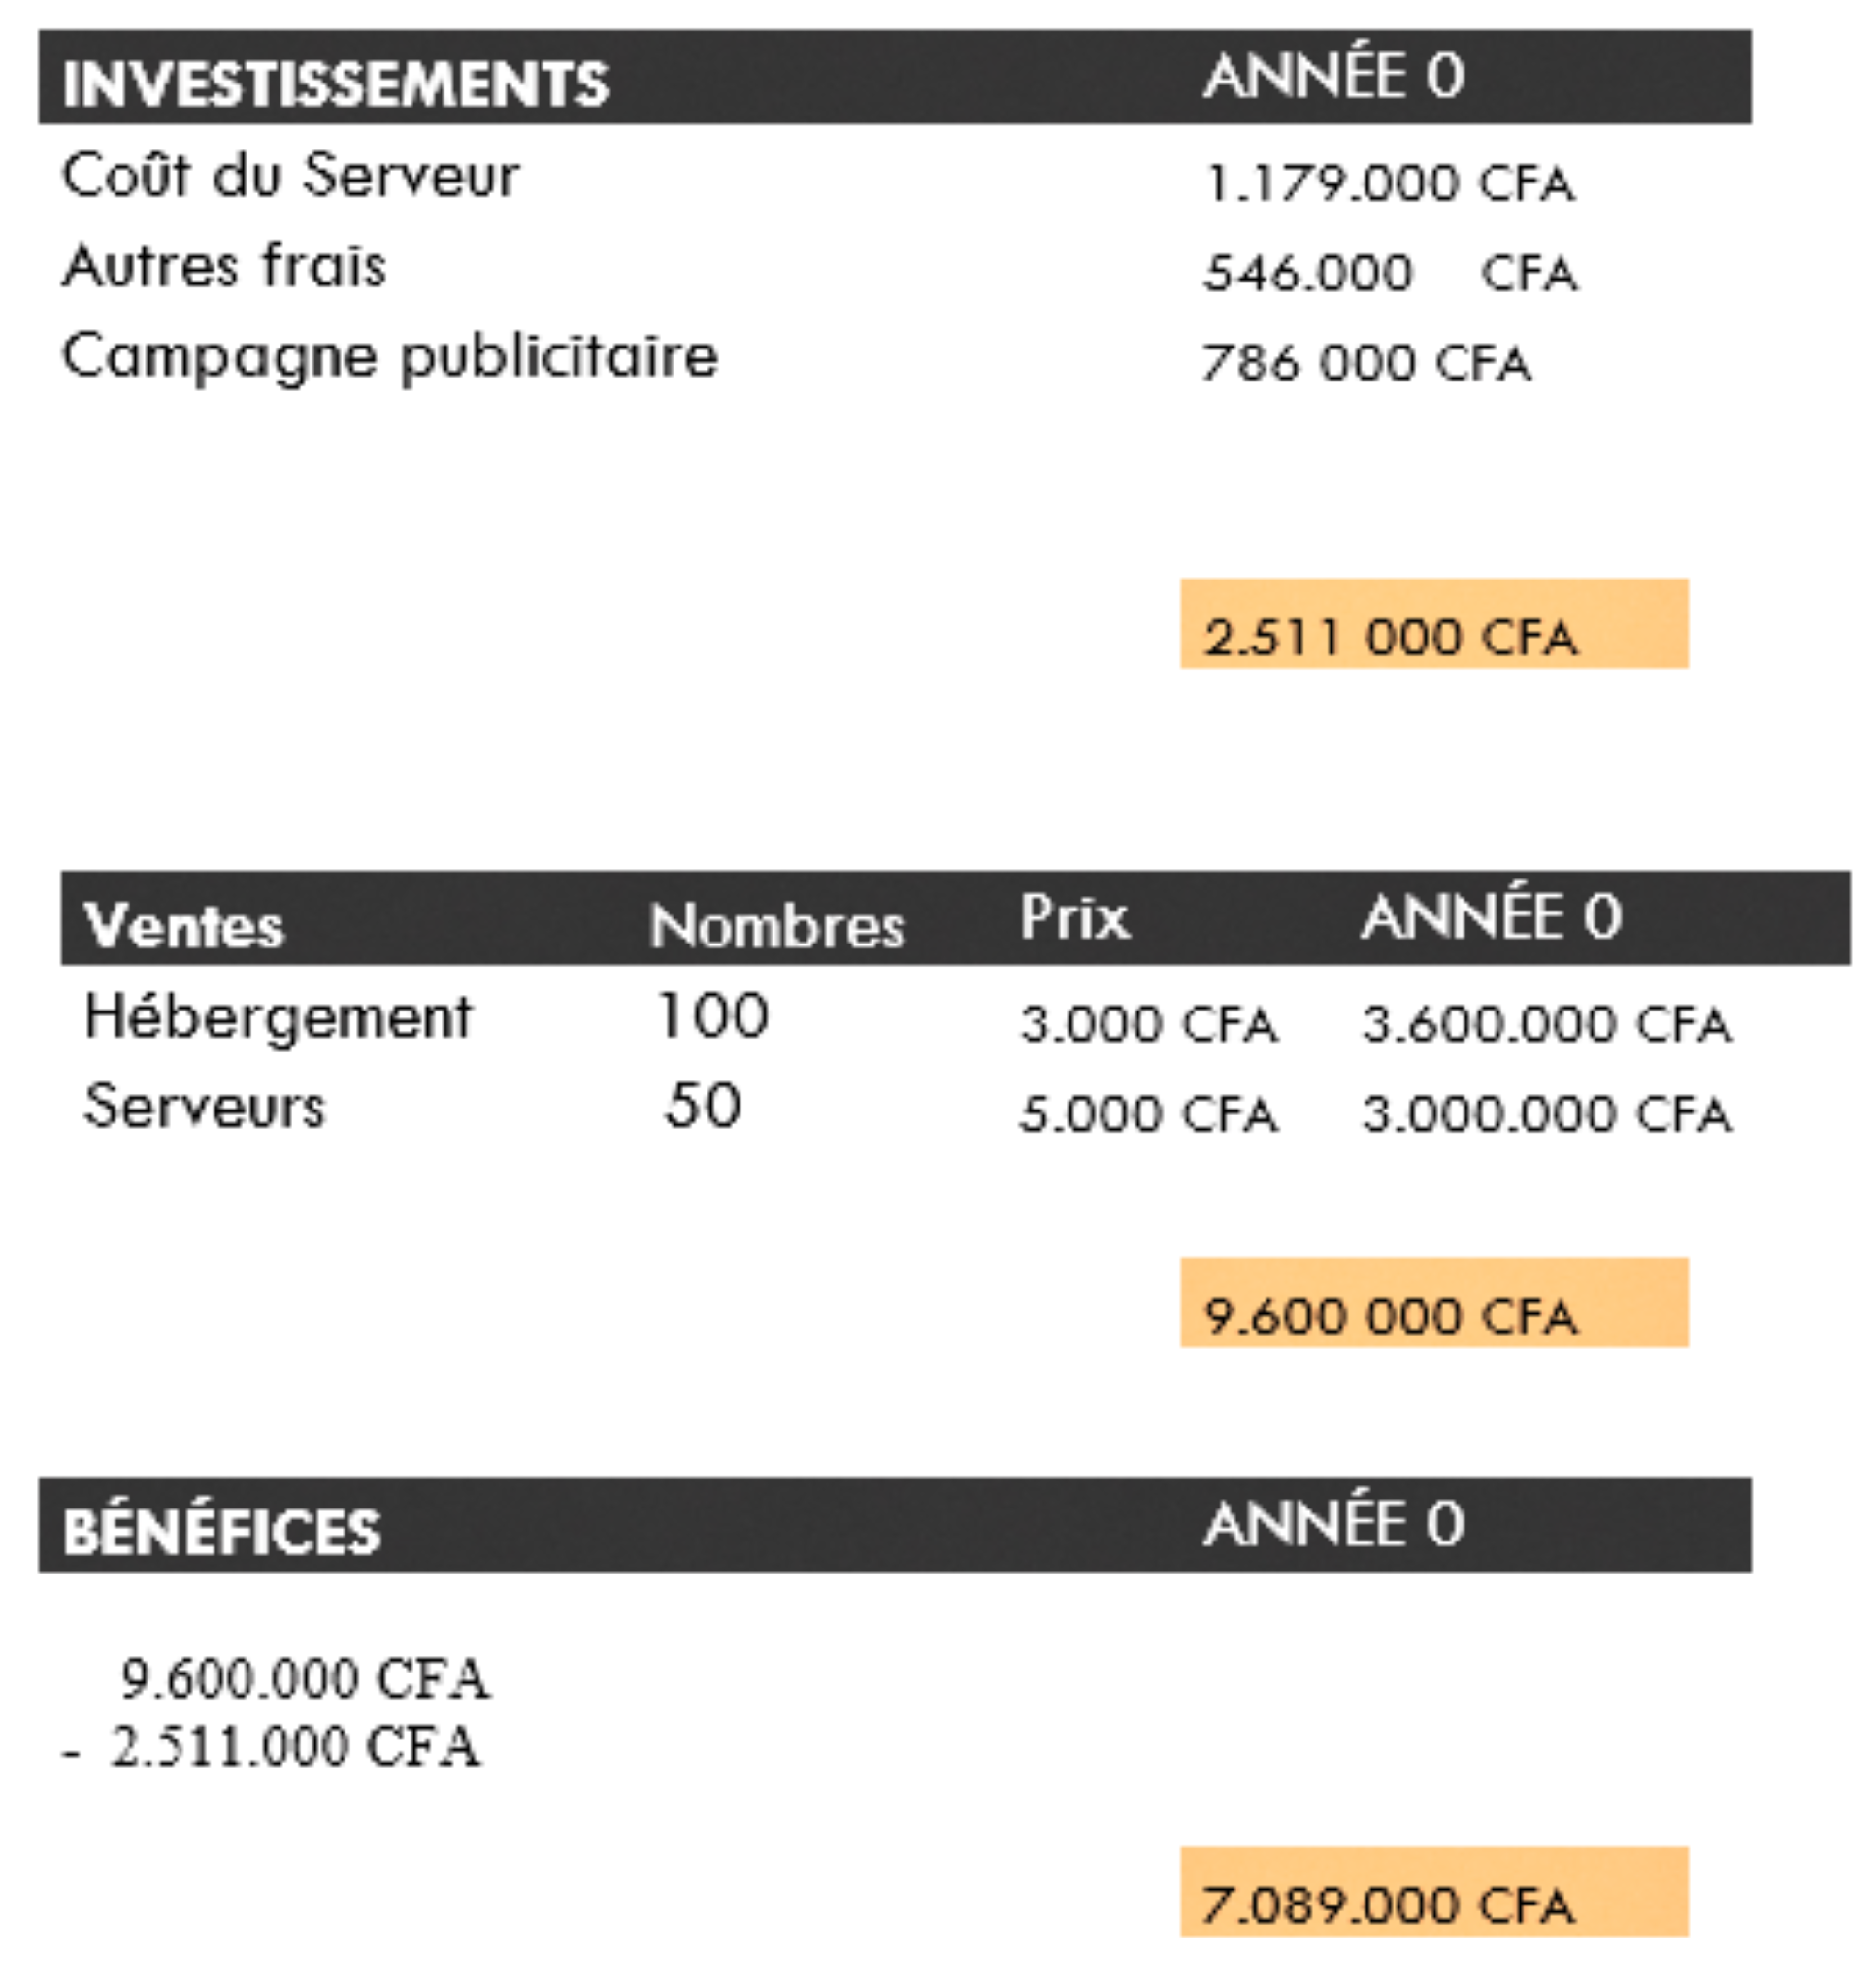 INVESTISSEMENTS ANNÉE 0
Coût du Serveur 1.179.000 CFA
Autres frais 546.000 CFA
Campagne publicitaire 786 000 CFA
2.511 000 CFA
Ventes Nombres Prix ANNÉE 0
Hébergement 100 3.000 CFA 3.600.000 CFA
Serveurs 50 5.000 CFA 3.000.000 CFA
9.600 000 CFA
BÉNÉFICES ANNÉE 0
9.600.000 CFA
- 2.511.000 CFA
7.089.000 CFA